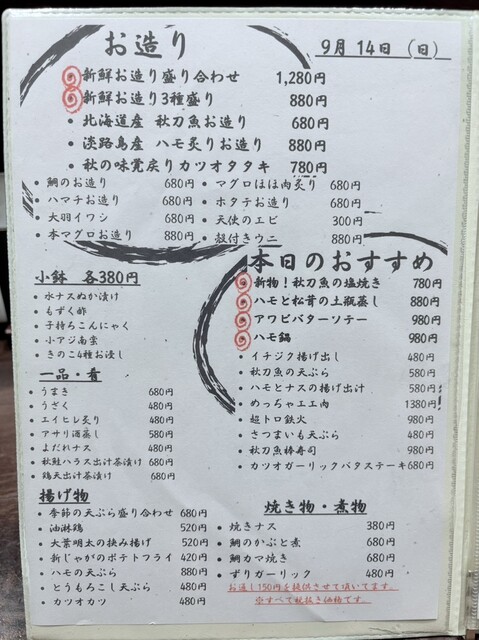 お造り
9月 14日 (日)
新鮮お造り盛り合わせ 1,280円
新鮮お造り3種盛り 880円
・北海道産 秋刀魚お造り 680円
・淡路島産 ハモ炙りお造り 880円
・秋の味覚戻りカツオタタキ 780円
・鯛のお造り 680円
・ハマチお造り 680円
・大羽イワシ 680円
・本マグロお造り 880円
・マグロほほ肉炙り 680円
・ホタテお造り 680円
・天使のエビ 300円
・殻付きウニ 880円
小鉢 各380円
・水ナスぬか漬け
・もずく酢
・子持ちこんにゃく
・小アジ南蛮
・きのこ4種お浸し
一品・肴
・うまき 680円
・うざく 480円
・エイヒレ炙り 480円
・アサリ酒蒸し 580円
・よだれナス 480円
・秋鮭ハラス出汁茶漬け 680円
・鶏天出汁茶漬け 680円
揚げ物
・季節の天ぷら盛り合わせ 680円
・油淋鶏 520円
・大葉明太の挟み揚げ 520円
・新じゃがのポテトフライ 420円
・ハモの天ぷら 880円
・とうもろこし天ぷら 480円
・カツオカツ 480円
本日のおすすめ
新物!秋刀魚の塩焼き 780円
ハモと松茸の土瓶蒸し 880円
アワビバターソテー 980円
ハモ鍋 980円
・イチジク揚げ出し 480円
・秋刀魚の天ぷら 580円
・ハモとナスの揚げ出汁 580円
・めっちゃエエ肉 1380円
・超トロ鉄火 980円
・さつまいも天ぷら 480円
・秋刀魚棒寿司 980円
・カツオガーリックバタステーキ 680円
焼き物・煮物
・焼きナス 380円
・鯛のかぶと煮 680円
・鯛カマ焼き 680円
・ずりガーリック 480円
お通し150円を提供させて頂いてます。
※すべて税抜き価格です。